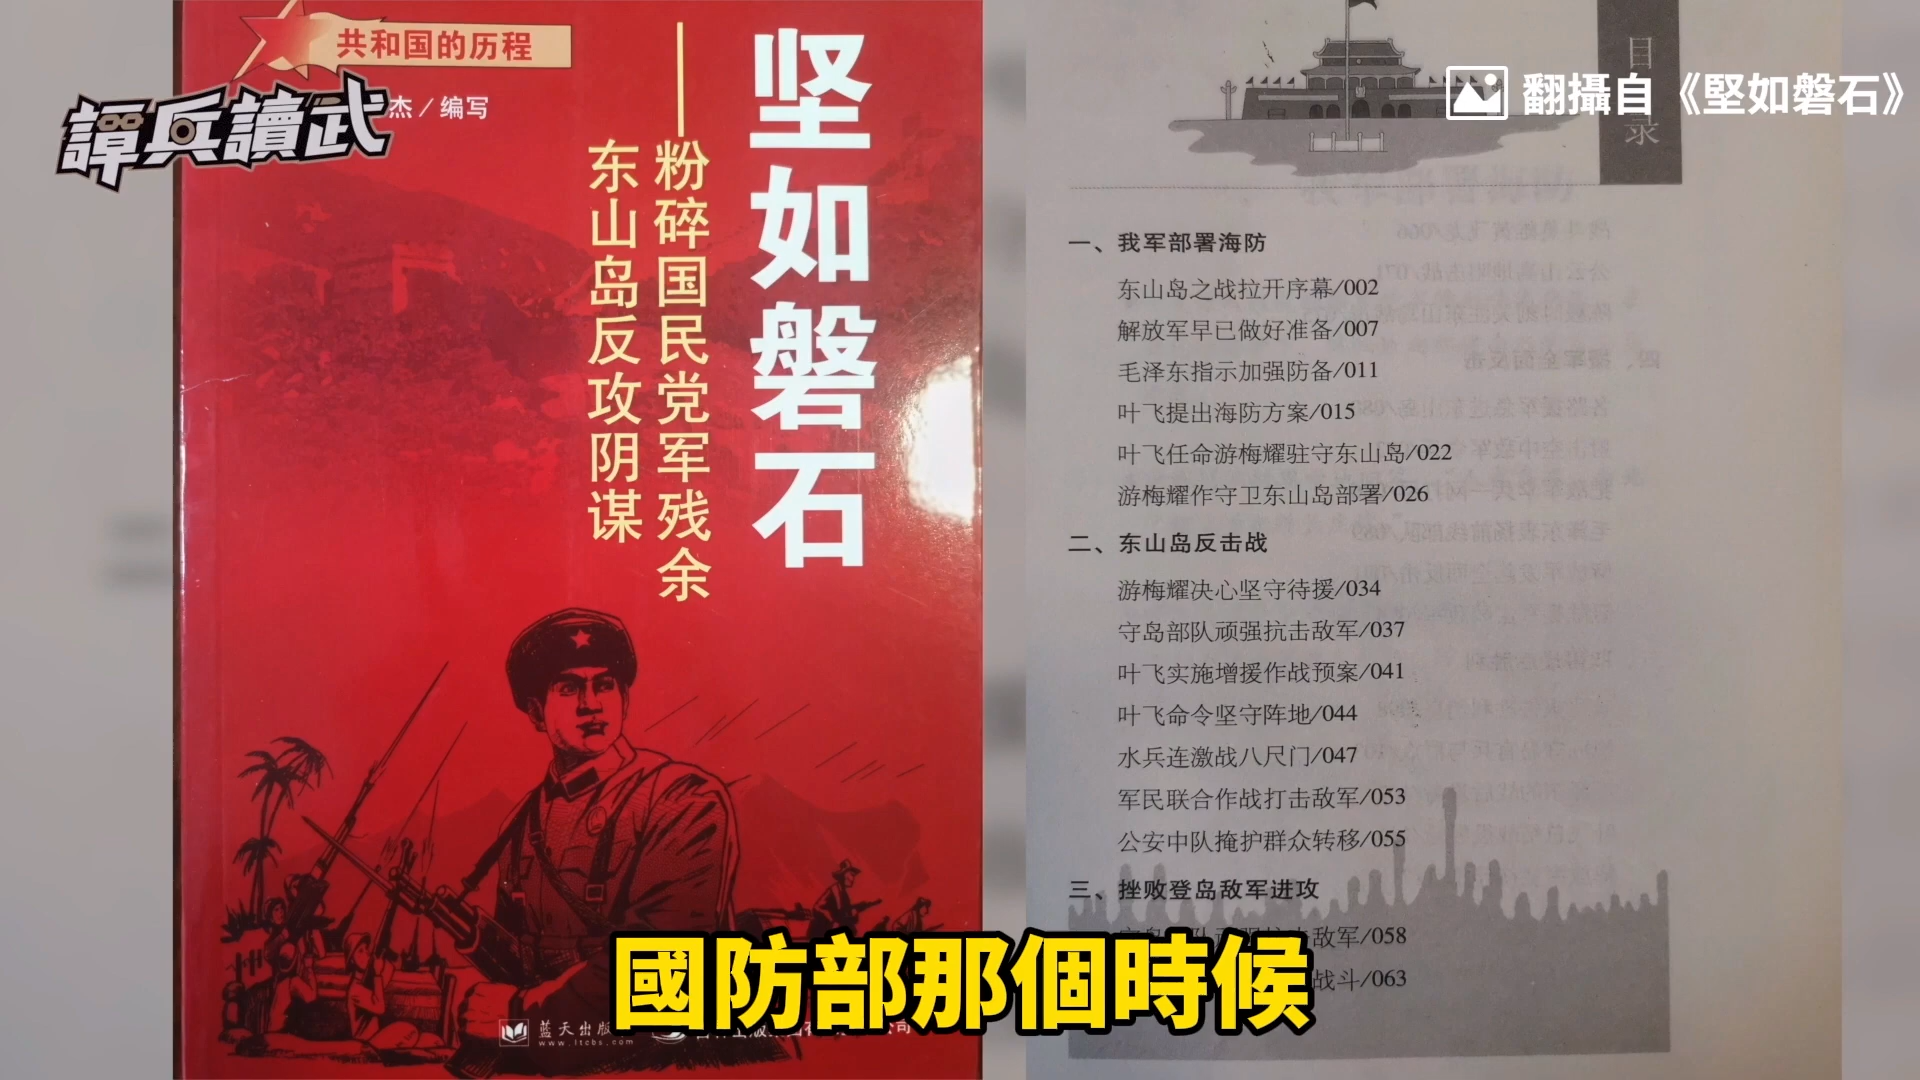 共和国的历程
譚兵讀武
杰／编写
坚如磐石
——粉碎国民党军残余
东山岛反攻阴谋
蓝天出版
www.ltcbs.com
翻攝自《堅如磐石》
目录
一、我军部署海防
东山岛之战拉开序幕/002
解放军早已做好准备/007
毛泽东指示加强防备/011
叶飞提出海防方案/015
叶飞任命游梅耀驻守东山岛/022
游梅耀作守卫东山岛部署/026
二、东山岛反击战
游梅耀决心坚守待援/034
守岛部队顽强抗击敌军/037
叶飞实施增援作战预案/041
叶飞命令坚守阵地/044
水兵连激战八尺门/047
军民联合作战打击敌军/053
公安中队掩护群众转移/055
三、挫败登岛敌军进攻
敌军/058
战斗/063
國防部那個時候